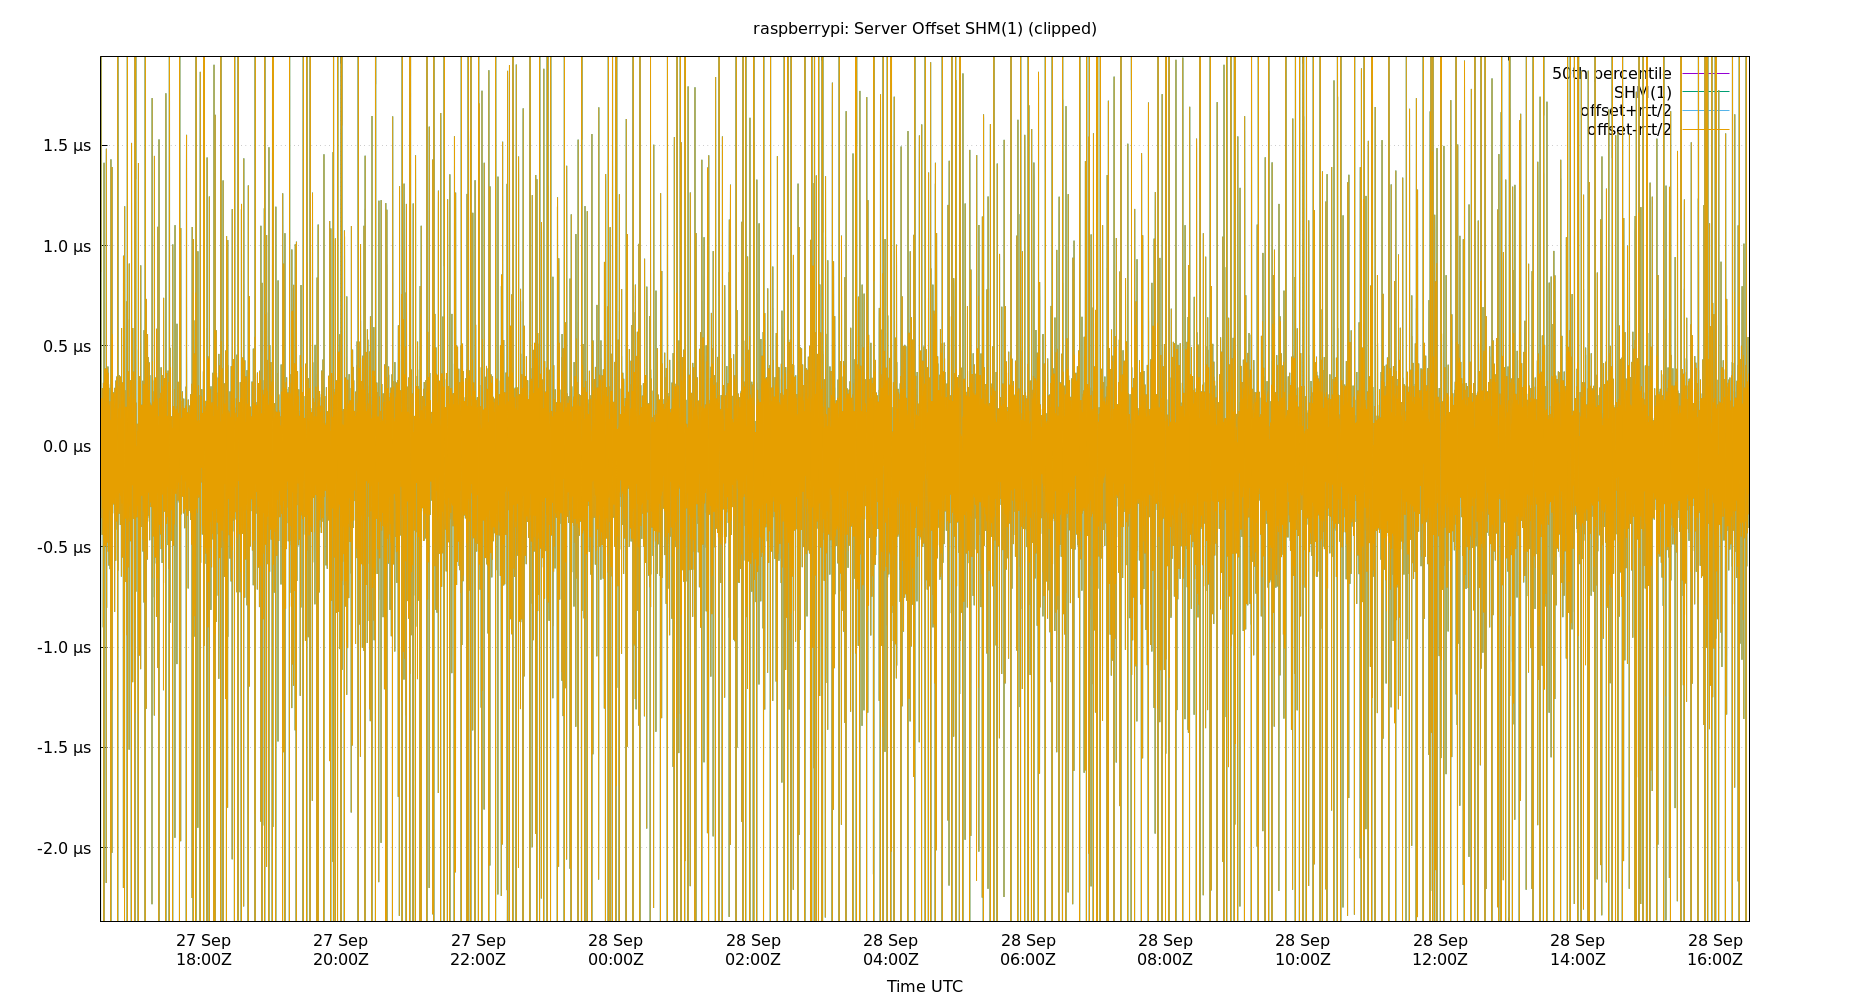 raspberrypi: Server Offset SHM(1) (clipped)
50th percentile
SHM(1)
offset+rtt/2
offset-rtt/2
1.5 µs
1.0 µs
0.5 µs
0.0 µs
-0.5 µs
-1.0 µs
-1.5 µs
-2.0 µs
27 Sep 27 Sep 27 Sep 28 Sep 28 Sep 28 Sep 28 Sep 28 Sep 28 Sep 28 Sep 28 Sep 28 Sep
18:00Z 20:00Z 22:00Z 00:00Z 02:00Z 04:00Z 06:00Z 08:00Z 10:00Z 12:00Z 14:00Z 16:00Z
Time UTC